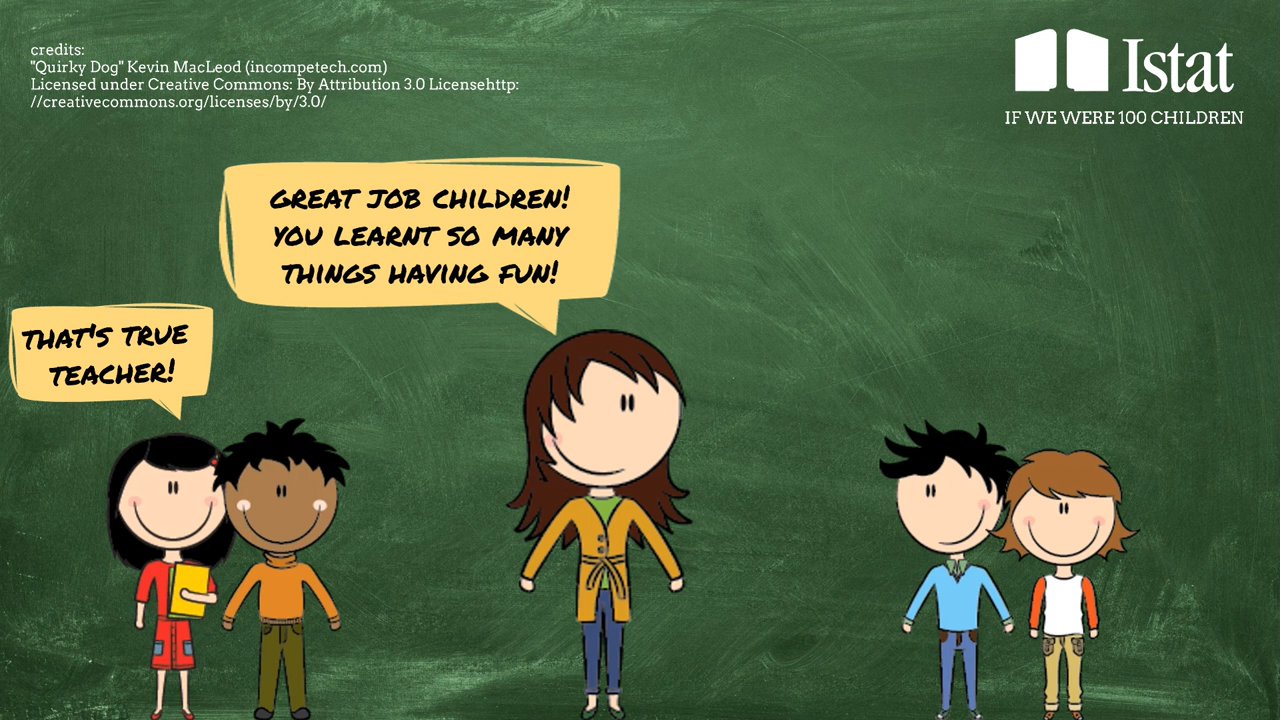 credits:
"Quirky Dog" Kevin MacLeod (incompetech.com)
Licensed under Creative Commons: By Attribution 3.0 Licensehttp:
//creativecommons.org/licenses/by/3.0/
Istat
IF WE WERE 100 CHILDREN
GREAT JOB CHILDREN!
YOU LEARNT SO MANY
THINGS HAVING FUN!
THAT'S TRUE
TEACHER!